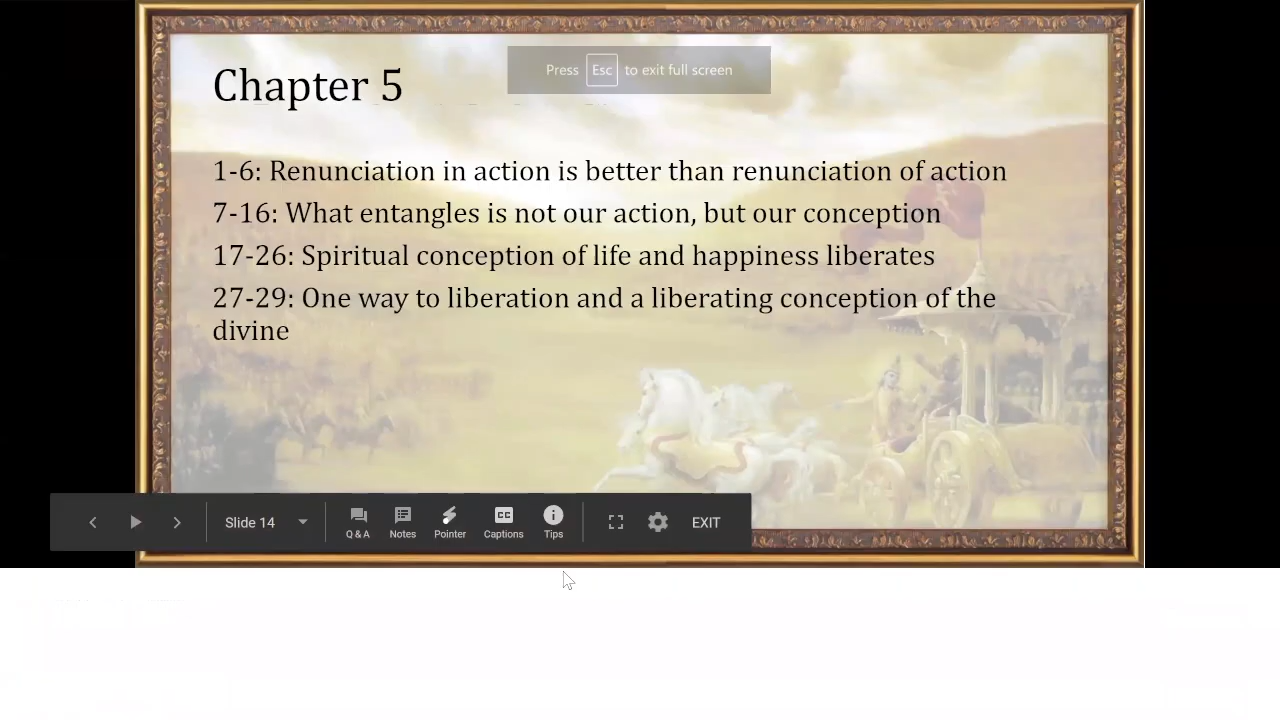 Press Esc to exit full screen
Chapter 5
1-6: Renunciation in action is better than renunciation of action
7-16: What entangles is not our action, but our conception
17-26: Spiritual conception of life and happiness liberates
27-29: One way to liberation and a liberating conception of the
divine
Slide 14
Q & A
Notes
Pointer
CC
Captions
Tips
EXIT